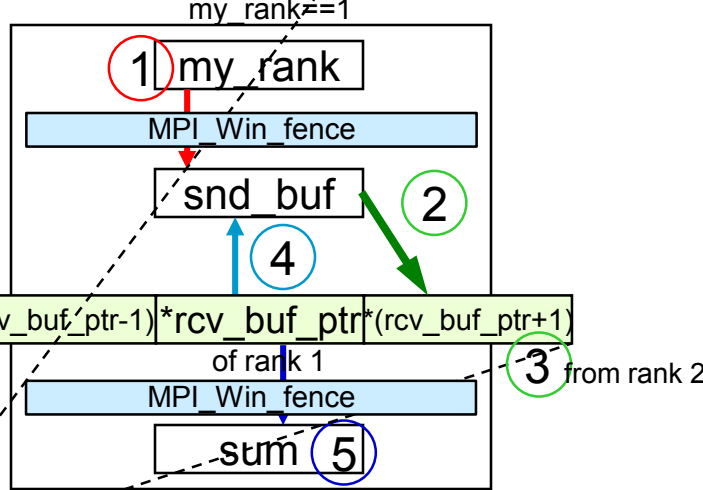 my_rank==1
1 my_rank
MPI_Win_fence
snd_buf
2
4
v_buf_ptr-1) *rcv_buf_ptr *(rcv_buf_ptr+1)
of rank 1
3 from rank 2
MPI_Win_fence
sum 5